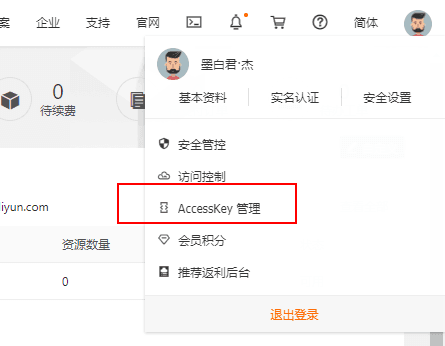 案 企业 支持 官网 简体
墨白君·杰
0
待续费
基本资料 实名认证 安全设置
安全管控
访问控制
liyun.com
AccessKey 管理
资源数量
会员积分
推荐返利后台
0
退出登录